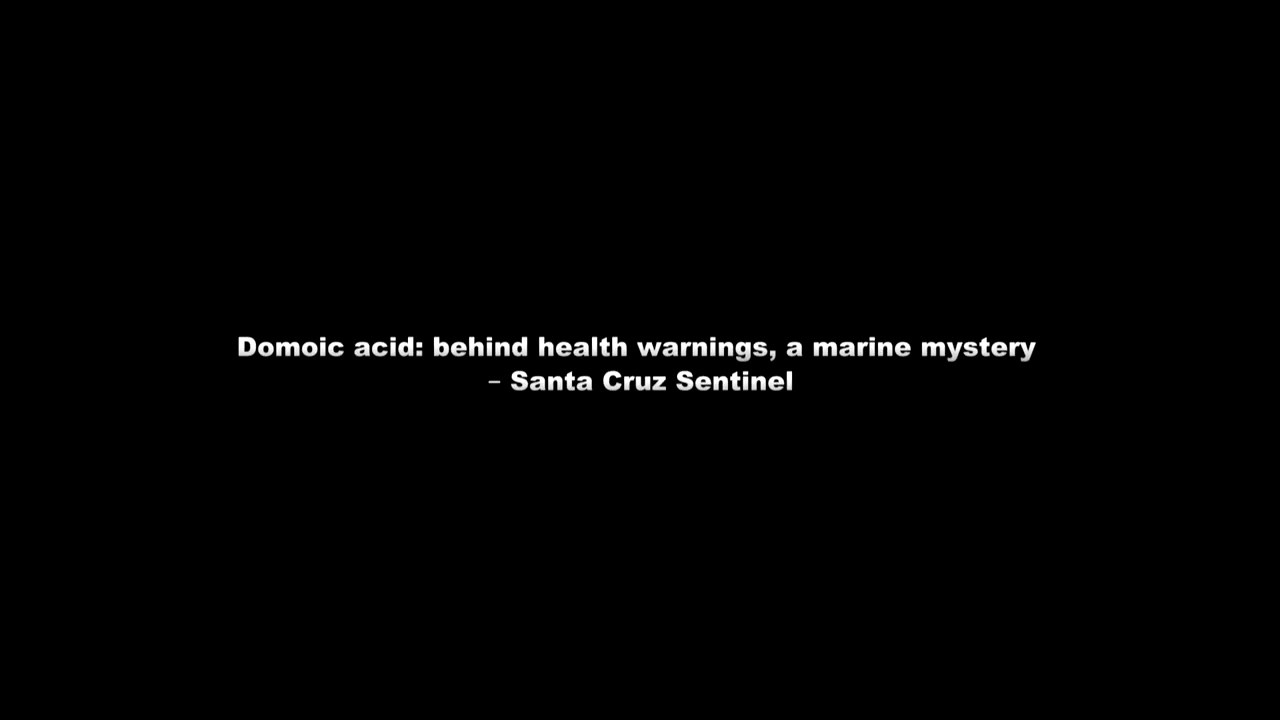 Domoic acid: behind health warnings, a marine mystery
– Santa Cruz Sentinel